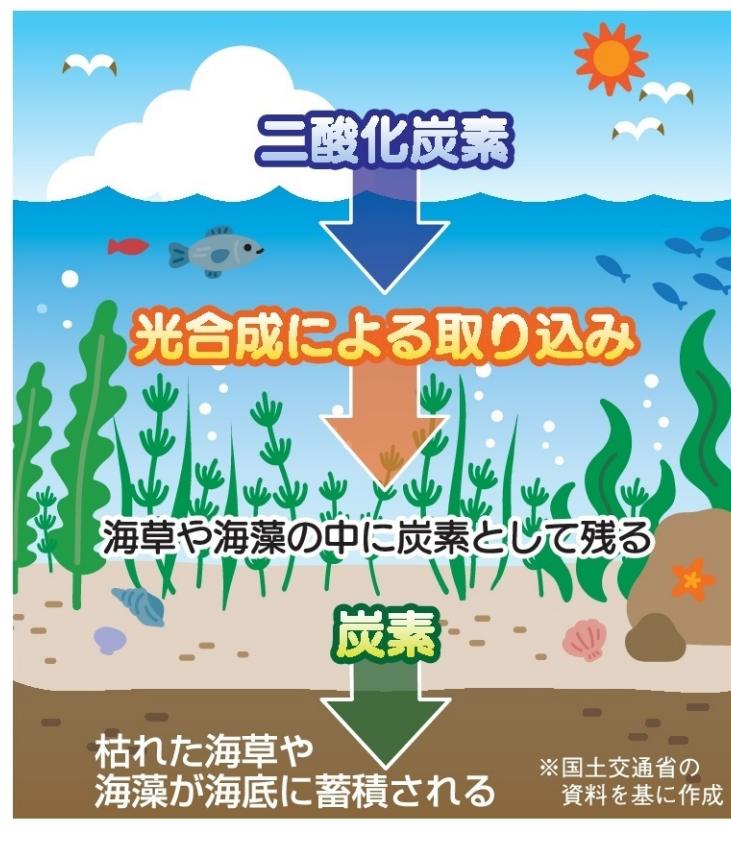 二酸化炭素
光合成による取り込み
海草や海藻の中に炭素として残る
炭素
枯れた海草や
海藻が海底に蓄積される
※国土交通省の
資料を基に作成